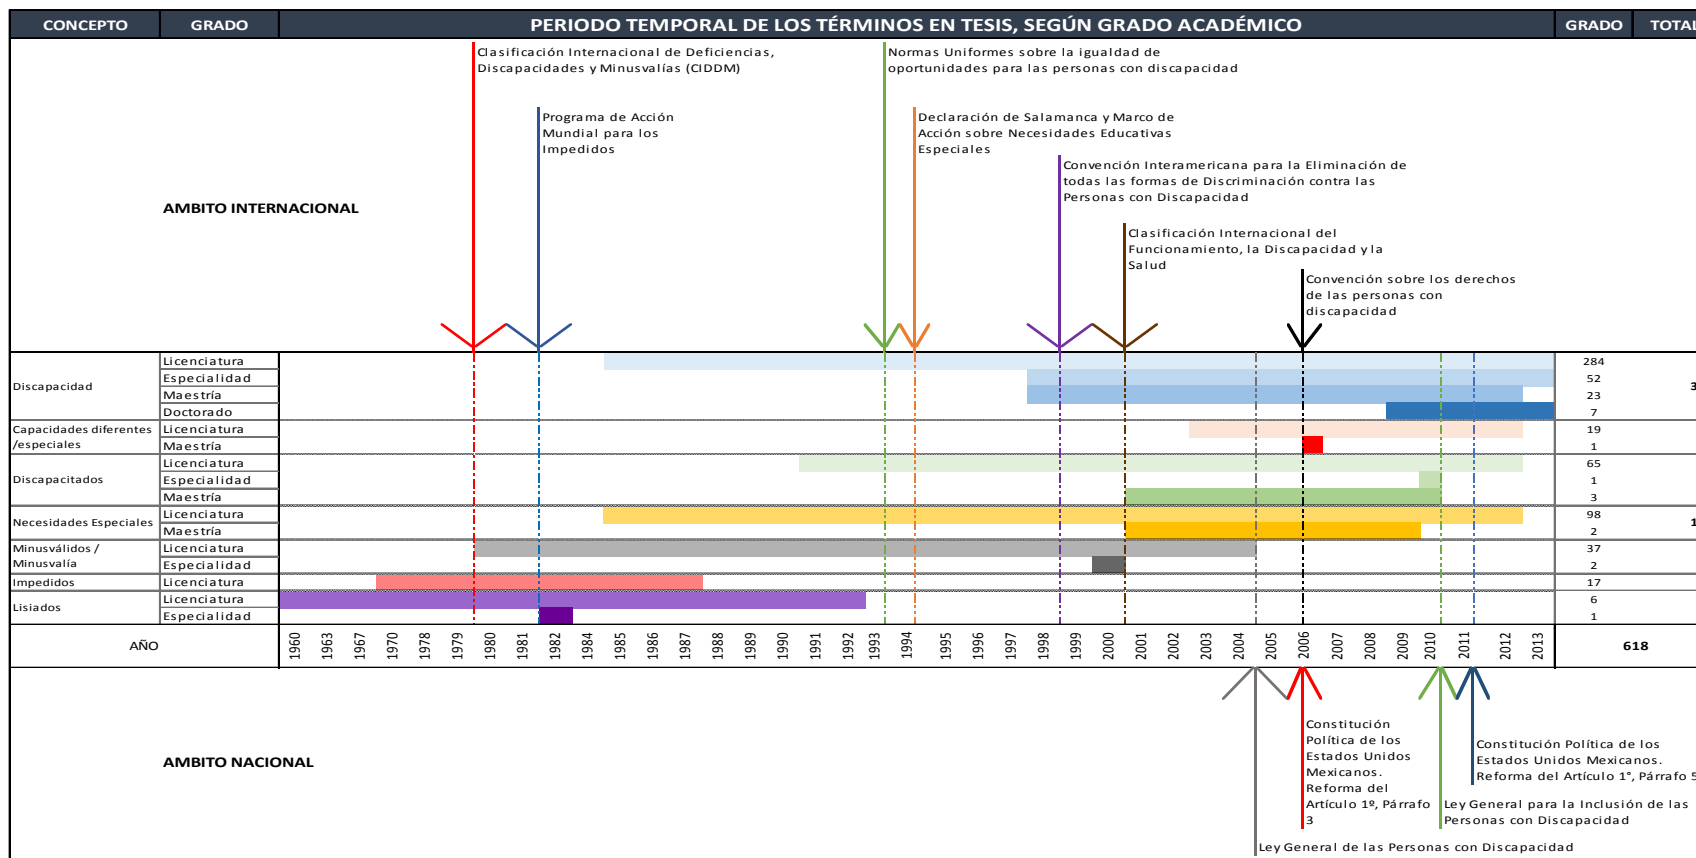 CONCEPTO GRADO PERIODO TEMPORAL DE LOS TÉRMINOS EN TESIS, SEGÚN GRADO ACADÉMICO GRADO TOTAL
Clasificación Internacional de Deficiencias,
Discapacidades y Minusvalías (CIDDM)
Normas Uniformes sobre la igualdad de
oportunidades para las personas con discapacidad
Programa de Acción
Mundial para los
Impedidos
Declaración de Salamanca y Marco de
Acción sobre Necesidades Educativas
Especiales
Convención Interamericana para la Eliminación de
todas las formas de Discriminación contra las
Personas con Discapacidad
AMBITO INTERNACIONAL
Clasificación Internacional del
Funcionamiento, la Discapacidad y la
Salud
Convención sobre los derechos
de las personas con
discapacidad
Discapacidad
Licenciatura 284
Especialidad 52
Maestría 23
Doctorado 7
3
Capacidades diferentes
/especiales
Licenciatura 19
Maestría 1
Discapacitados
Licenciatura 65
Especialidad 1
Maestría 3
Necesidades Especiales
Licenciatura 98
Maestría 2
1
Minusválidos /
Minusvalía
Licenciatura 37
Especialidad 2
Impedidos
Licenciatura 17
Lisiados
Licenciatura 6
Especialidad 1
AÑO 1960 1963 1967 1970 1978 1979 1980 1981 1982 1984 1985 1986 1987 1988 1989 1990 1991 1992 1993 1994 1995 1996 1997 1998 1999 2000 2001 2002 2003 2004 2005 2006 2007 2008 2009 2010 2011 2012 2013 618
AMBITO NACIONAL
Constitución
Política de los
Estados Unidos
Mexicanos.
Reforma del
Artículo 1º, Párrafo
3
Constitución Política de los
Estados Unidos Mexicanos.
Reforma del Artículo 1°, Párrafo 5
Ley General para la Inclusión de las
Personas con Discapacidad
Ley General de las Personas con Discapacidad